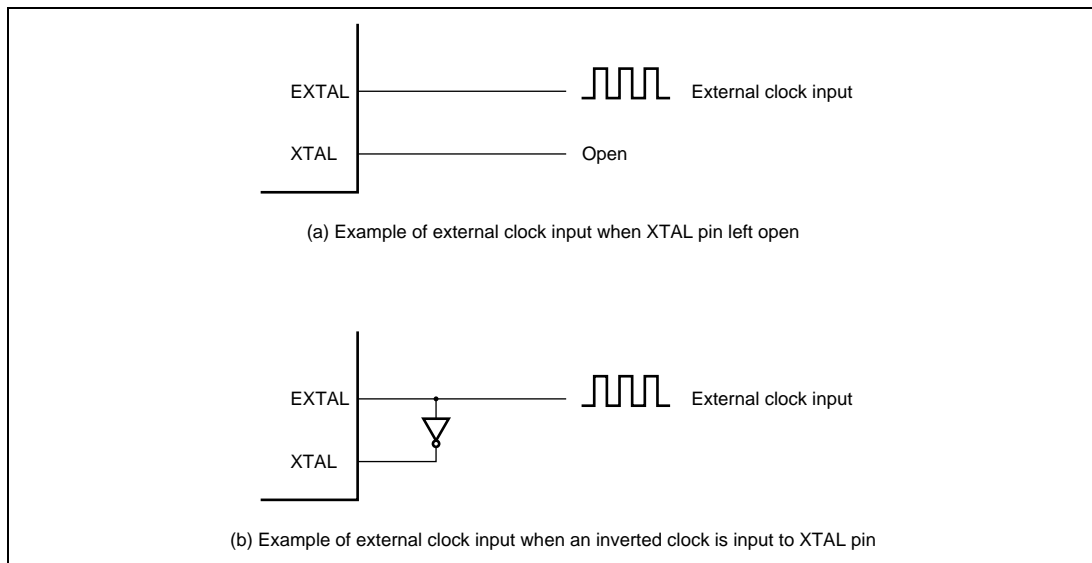 EXTAL
External clock input
XTAL
Open
(a) Example of external clock input when XTAL pin left open
EXTAL
External clock input
XTAL
(b) Example of external clock input when an inverted clock is input to XTAL pin